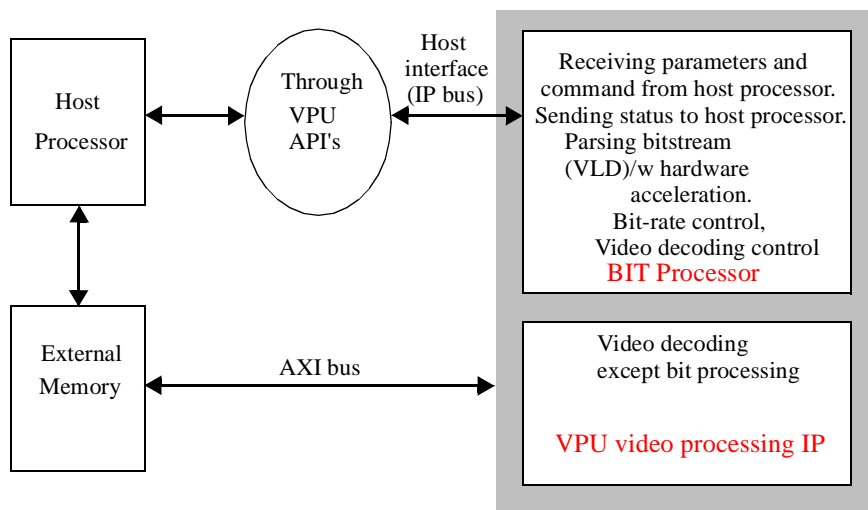 Host
Processor
Through
VPU
API's
Host
interface
(IP bus)
Receiving parameters and
command from host processor.
Sending status to host processor.
Parsing bitstream
(VLD)/w hardware
acceleration.
Bit-rate control,
Video decoding control
BIT Processor
External
Memory
AXI bus
Video decoding
except bit processing
VPU video processing IP